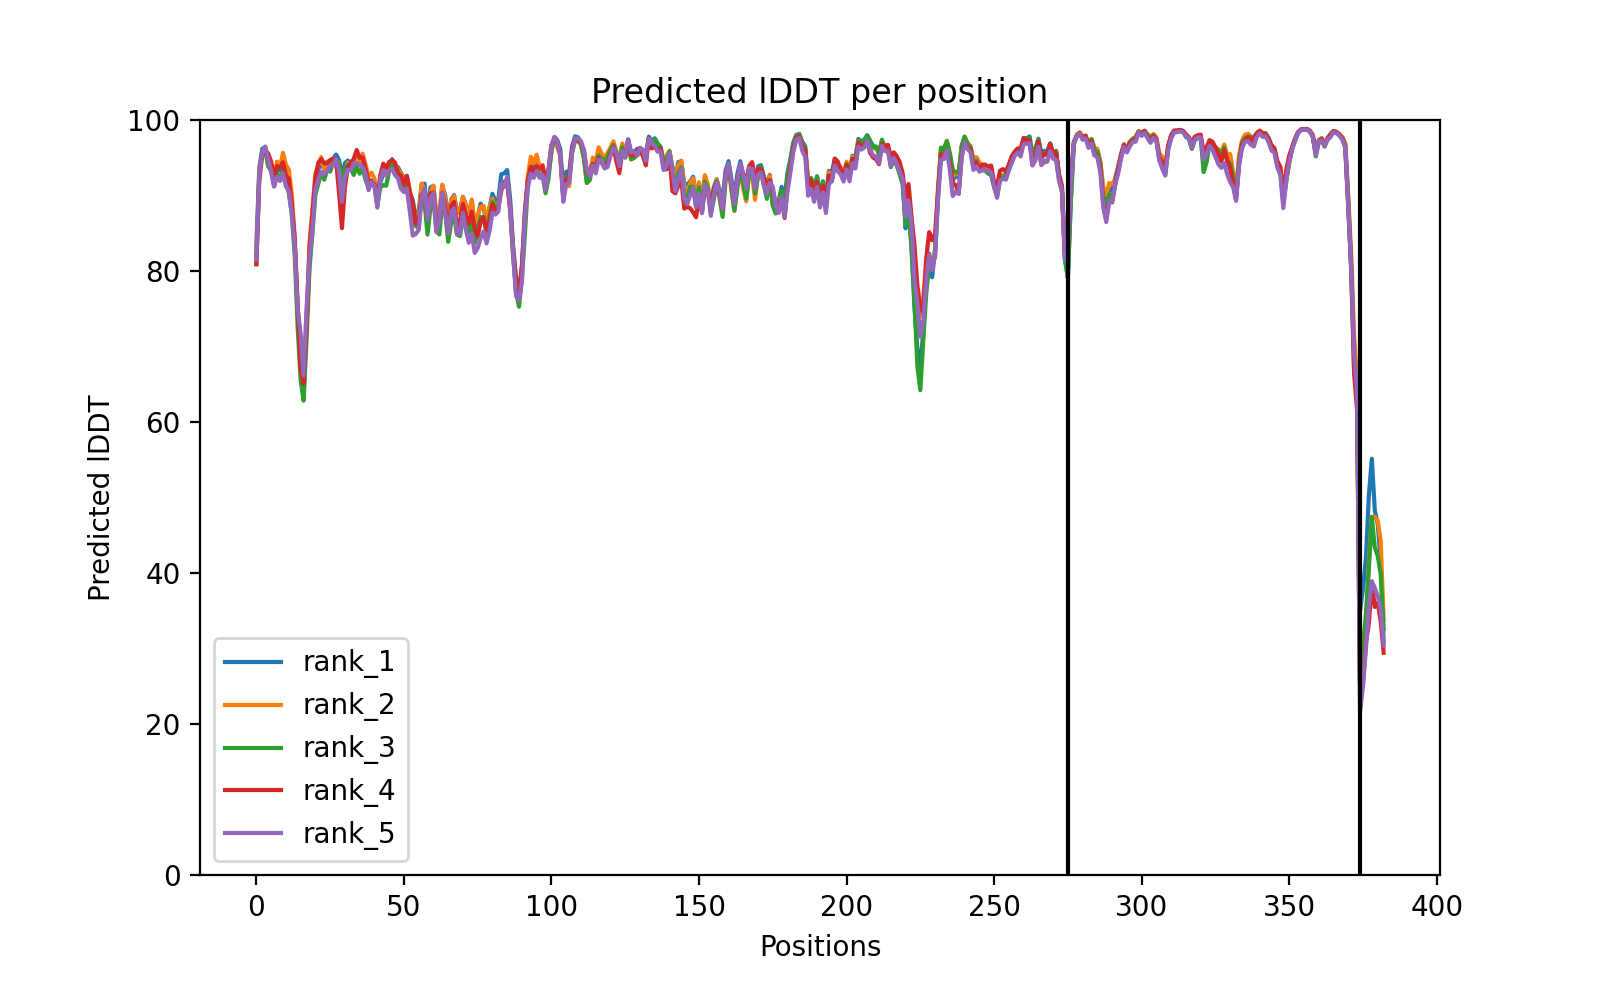 Predicted lDDT per position
100
80
60
40
20
0
Predicted lDDT
rank_1
rank_2
rank_3
rank_4
rank_5
0 50 100 150 200 250 300 350 400
Positions